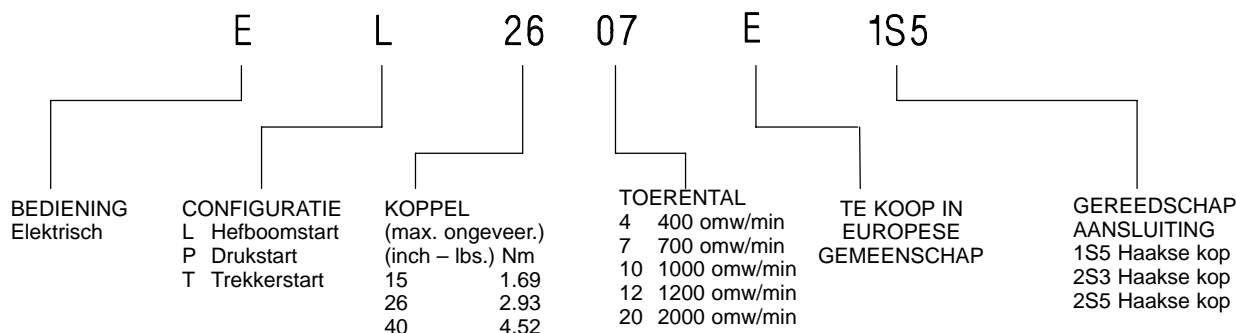 E L 26 07 E 1S5
BEDIENING
Elektrisch
CONFIGURATIE
L Hefboomstart
P Drukstart
T Trekkerstart
KOPPEL
(max. ongeveer.)
(inch – lbs.) Nm
15 1.69
26 2.93
40 4.52
TOERENTAL
4 400 omw/min
7 700 omw/min
10 1000 omw/min
12 1200 omw/min
20 2000 omw/min
TE KOOP IN
EUROPESE
GEMEENSCHAP
GEREEDSCHAP
AANSLUITING
1S5 Haakse kop
2S3 Haakse kop
2S5 Haakse kop